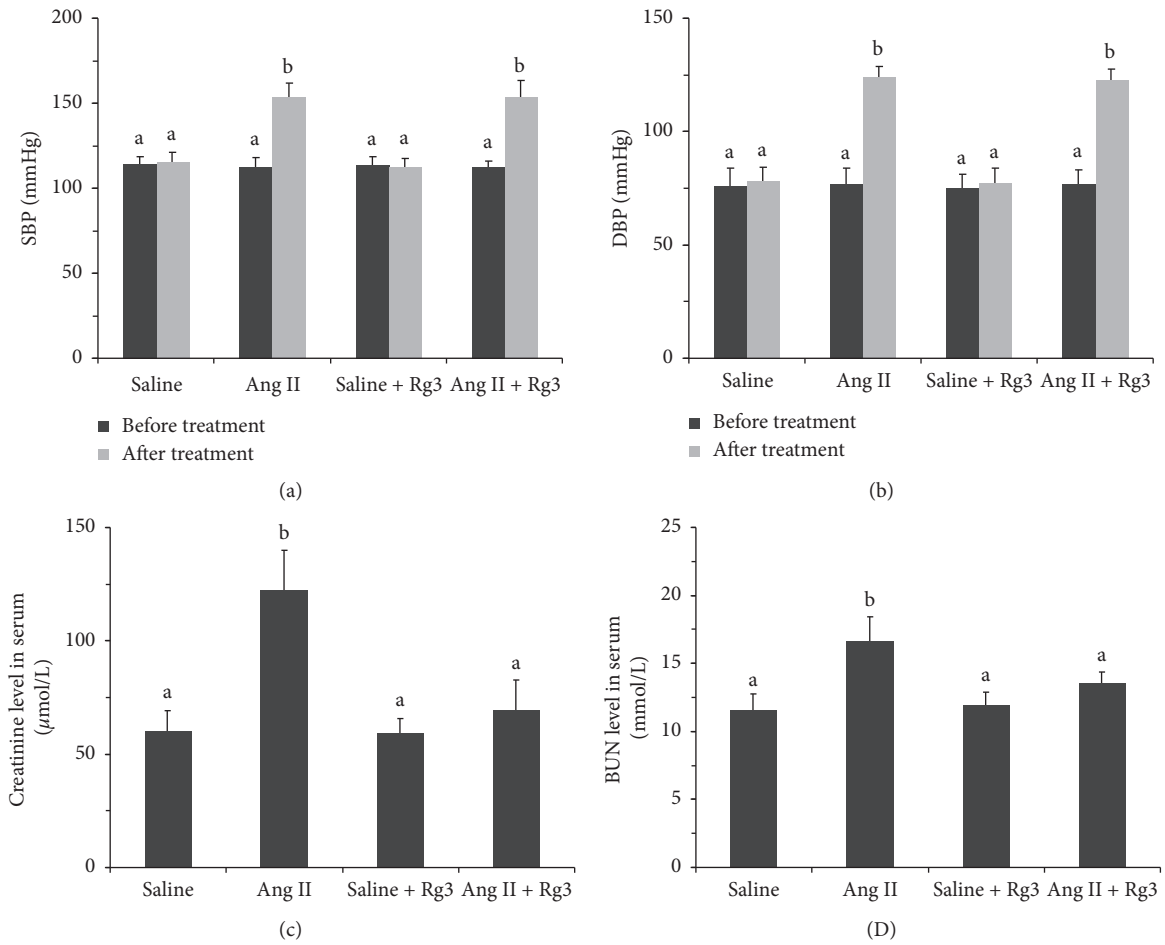 200
150
100
50
0
SBP (mmHg)
a
a
a
b
a
a
a
b
Saline
Ang II
Saline + Rg3
Ang II + Rg3
Before treatment
After treatment
(a)
150
100
50
0
DBP (mmHg)
a
a
a
b
a
a
a
b
Saline
Ang II
Saline + Rg3
Ang II + Rg3
Before treatment
After treatment
(b)
150
100
50
0
Creatinine level in serum
(μmol/L)
a
b
a
a
Saline
Ang II
Saline + Rg3
Ang II + Rg3
(c)
25
20
15
10
5
0
BUN level in serum
(mmol/L)
a
b
a
a
Saline
Ang II
Saline + Rg3
Ang II + Rg3
(D)